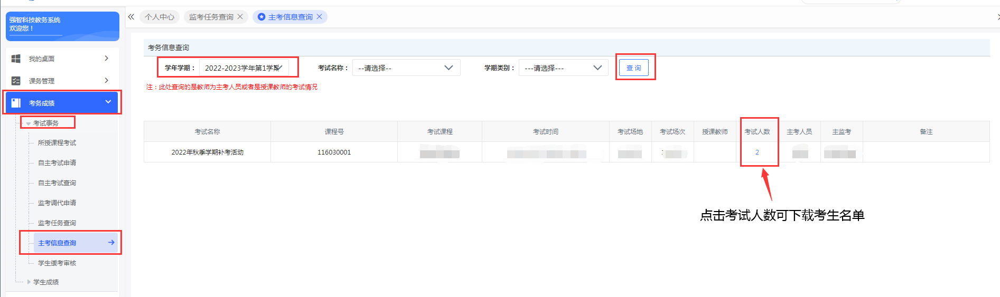 强智科技教务系统
欢迎您！
个人中心 监考任务查询 主考信息查询
我的桌面
课务管理
考务成绩
考试事务
所授课程考试
自主考试申请
自主考试查询
监考调代申请
监考任务查询
主考信息查询
学生缓考审核
学生成绩
考务信息查询
学年学期： 2022-2023学年第1学期 考试名称： --请选择-- 学期类别： ---请选择--- 查 询
注：此处查询的是教师为主考人员或者是授课教师的考试情况
考试名称 课程号 考试课程 考试时间 考试场地 考试场次 授课教师 考试人数 主考人员 主监考 备注
2022年秋季学期补考活动 116030001 2
点击考试人数可下载考生名单